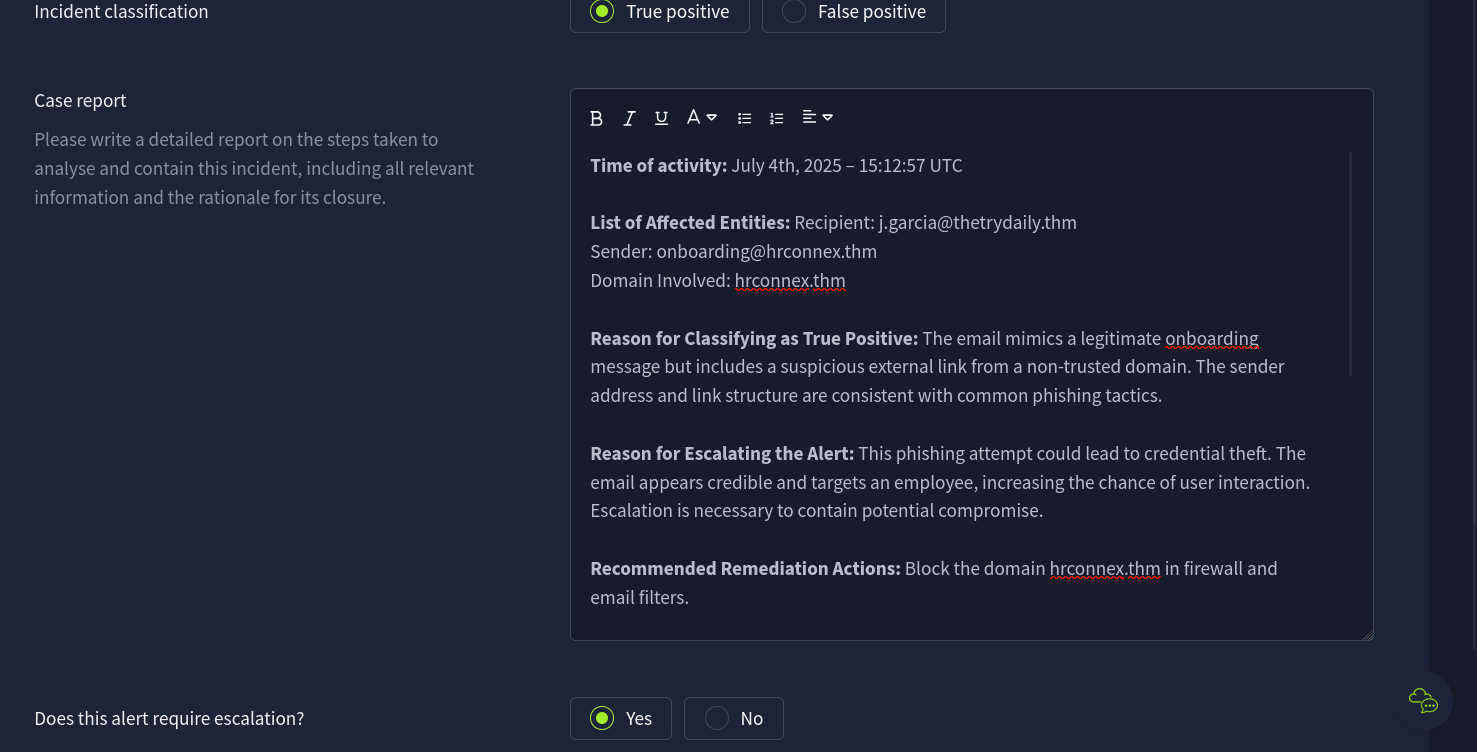 Incident classification
True positive
False positive
Case report
Please write a detailed report on the steps taken to
analyse and contain this incident, including all relevant
information and the rationale for its closure.
B I U A
Time of activity: July 4th, 2025 – 15:12:57 UTC
List of Affected Entities: Recipient: j.garcia@thetrydaily.thm
Sender: onboarding@hrconnex.thm
Domain Involved: hrconnex.thm
Reason for Classifying as True Positive: The email mimics a legitimate onboarding
message but includes a suspicious external link from a non-trusted domain. The sender
address and link structure are consistent with common phishing tactics.
Reason for Escalating the Alert: This phishing attempt could lead to credential theft. The
email appears credible and targets an employee, increasing the chance of user interaction.
Escalation is necessary to contain potential compromise.
Recommended Remediation Actions: Block the domain hrconnex.thm in firewall and
email filters.
Does this alert require escalation?
Yes
No